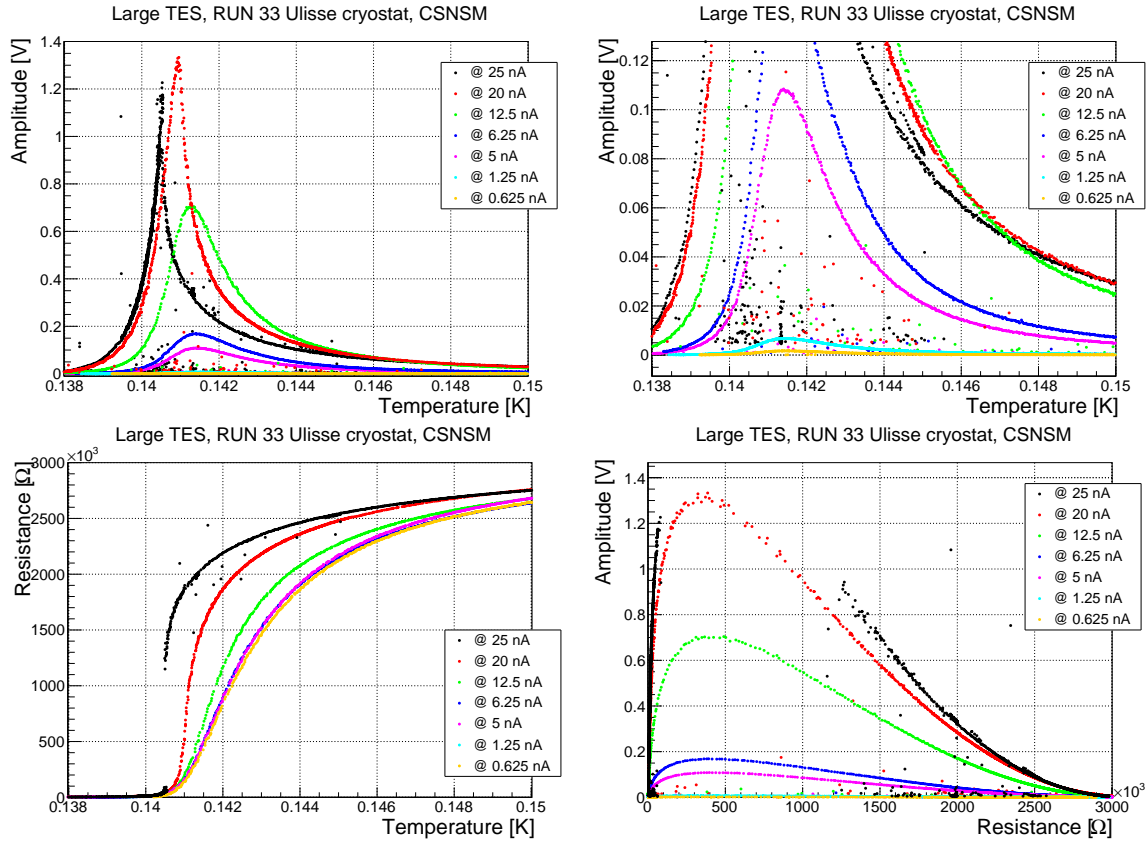 Large TES, RUN 33 Ulisse cryostat, CSNSM
Amplitude [V]
1.4
1.2
1
0.8
0.6
0.4
0.2
0
0.138 0.14 0.142 0.144 0.146 0.148 0.15
Temperature [K]
@ 25 nA
@ 20 nA
@ 12.5 nA
@ 6.25 nA
@ 5 nA
@ 1.25 nA
@ 0.625 nA
Large TES, RUN 33 Ulisse cryostat, CSNSM
Amplitude [V]
0.12
0.1
0.08
0.06
0.04
0.02
0
0.138 0.14 0.142 0.144 0.146 0.148 0.15
Temperature [K]
@ 25 nA
@ 20 nA
@ 12.5 nA
@ 6.25 nA
@ 5 nA
@ 1.25 nA
@ 0.625 nA
Large TES, RUN 33 Ulisse cryostat, CSNSM
×10³
Resistance [Ω]
3000
2500
2000
1500
1000
500
0
0.138 0.14 0.142 0.144 0.146 0.148 0.15
Temperature [K]
@ 25 nA
@ 20 nA
@ 12.5 nA
@ 6.25 nA
@ 5 nA
@ 1.25 nA
@ 0.625 nA
Large TES, RUN 33 Ulisse cryostat, CSNSM
Amplitude [V]
1.4
1.2
1
0.8
0.6
0.4
0.2
0
0 500 1000 1500 2000 2500 3000
×10³
Resistance [Ω]
@ 25 nA
@ 20 nA
@ 12.5 nA
@ 6.25 nA
@ 5 nA
@ 1.25 nA
@ 0.625 nA